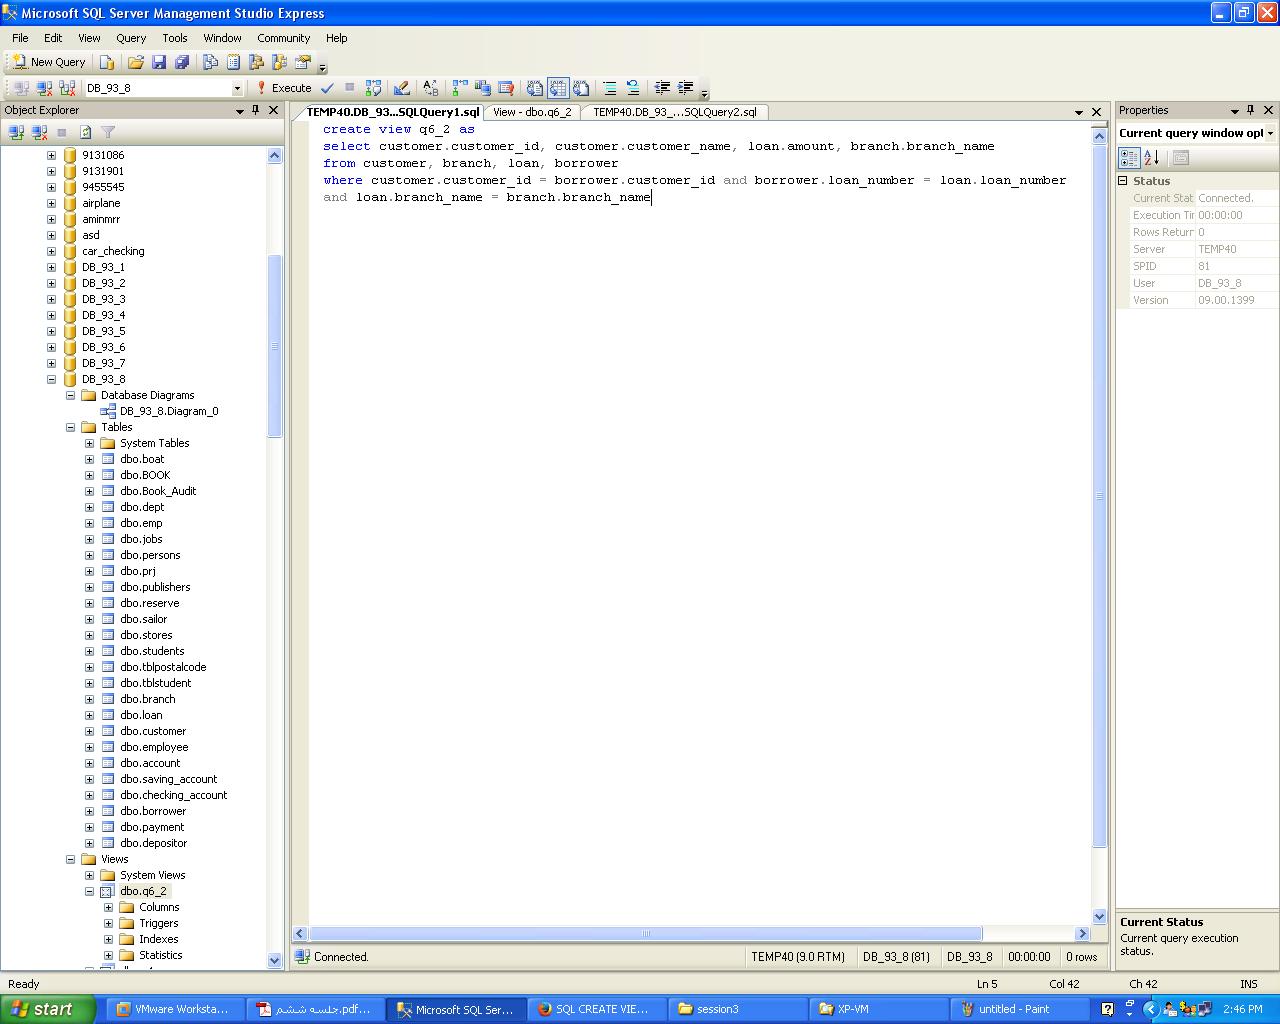 Microsoft SQL Server Management Studio Express
File Edit View Query Tools Window Community Help
New Query
DB_93_8 Execute
Object Explorer
9131086
9131901
9455545
airplane
aminmrr
asd
car_checking
DB_93_1
DB_93_2
DB_93_3
DB_93_4
DB_93_5
DB_93_6
DB_93_7
DB_93_8
Database Diagrams
DB_93_8.Diagram_0
Tables
System Tables
dbo.boat
dbo.BOOK
dbo.Book_Audit
dbo.dept
dbo.emp
dbo.jobs
dbo.persons
dbo.prj
dbo.publishers
dbo.reserve
dbo.sailor
dbo.stores
dbo.students
dbo.tblpostalcode
dbo.tblstudent
dbo.branch
dbo.loan
dbo.customer
dbo.employee
dbo.account
dbo.saving_account
dbo.checking_account
dbo.borrower
dbo.payment
dbo.depositor
Views
System Views
dbo.q6_2
Columns
Triggers
Indexes
Statistics
TEMP40.DB_93...SQLQuery1.sql View - dbo.q6_2 TEMP40.DB_93_...SQLQuery2.sql
create view q6_2 as
select customer.customer_id, customer.customer_name, loan.amount, branch.branch_name
from customer, branch, loan, borrower
where customer.customer_id = borrower.customer_id and borrower.loan_number = loan.loan_number
and loan.branch_name = branch.branch_name
Connected. TEMP40 (9.0 RTM) DB_93_8 (81) DB_93_8 00:00:00 0 rows
Properties
Current query window opt
Status
Current Stat Connected.
Execution Tir 00:00:00
Rows Returr 0
Server TEMP40
SPID 81
User DB_93_8
Version 09.00.1399
Current Status
Current query execution
status.
Ready Ln 5 Col 42 Ch 42 INS
start VMware Worksta... جلسه ششم.pdf... Microsoft SQL Ser... SQL CREATE VIE... session3 XP-VM untitled - Paint 2:46 PM